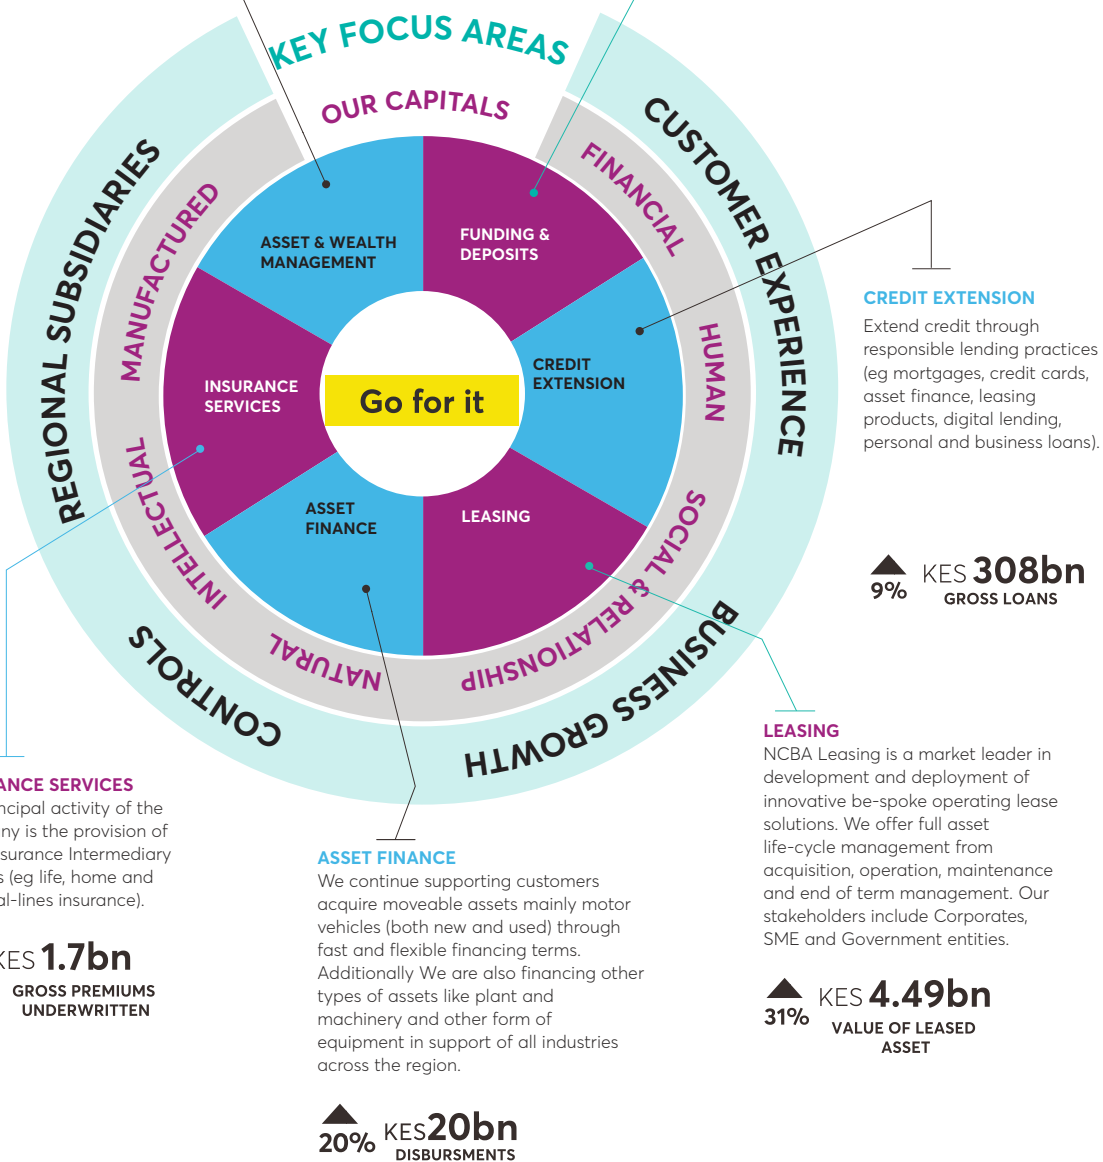 KEY FOCUS AREAS
OUR CAPITALS
REGIONAL SUBSIDIARIES
CUSTOMER EXPERIENCE
BUSINESS GROWTH
CONTROLS
MANUFACTURED
FINANCIAL
HUMAN
SOCIAL & RELATIONSHIP
NATURAL
INTELLECTUAL
ASSET & WEALTH
MANAGEMENT
FUNDING &
DEPOSITS
CREDIT
EXTENSION
LEASING
ASSET
FINANCE
INSURANCE
SERVICES
Go for it
CREDIT EXTENSION
Extend credit through
responsible lending practices
(eg mortgages, credit cards,
asset finance, leasing
products, digital lending,
personal and business loans).
9% KES 308bn
GROSS LOANS
LEASING
NCBA Leasing is a market leader in
development and deployment of
innovative be-spoke operating lease
solutions. We offer full asset
life-cycle management from
acquisition, operation, maintenance
and end of term management. Our
stakeholders include Corporates,
SME and Government entities.
31% KES 4.49bn
VALUE OF LEASED
ASSET
ASSET FINANCE
We continue supporting customers
acquire moveable assets mainly motor
vehicles (both new and used) through
fast and flexible financing terms.
Additionally We are also financing other
types of assets like plant and
machinery and other form of
equipment in support of all industries
across the region.
20% KES20bn
DISBURSMENTS
SERVICES
activity of the
is the provision of
Intermediary
(eg life, home and
insurance).
KES 1.7bn
GROSS PREMIUMS
UNDERWRITTEN